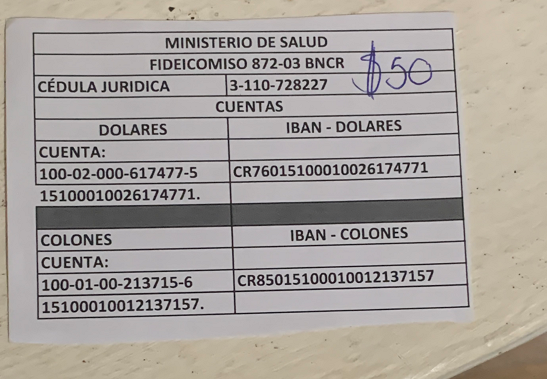 MINISTERIO DE SALUD
FIDEICOMISO 872-03 BNCR
$50
CÉDULA JURIDICA 3-110-728227
CUENTAS
DOLARES IBAN - DOLARES
CUENTA:
100-02-000-617477-5 CR76015100010026174771
15100010026174771.
COLONES IBAN - COLONES
CUENTA:
100-01-00-213715-6 CR85015100010012137157
15100010012137157.